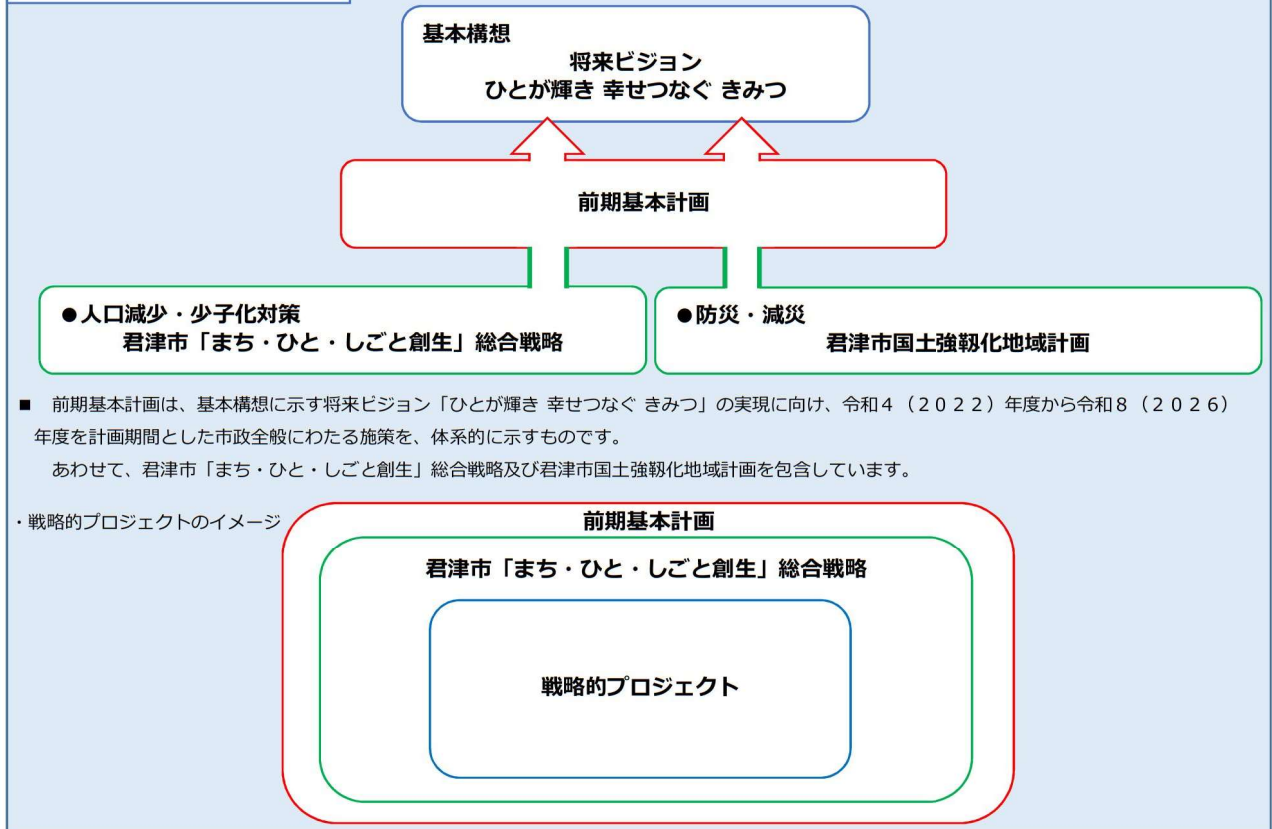 基本構想
将来ビジョン
ひとが輝き 幸せつなぐ きみつ
前期基本計画
●人口減少・少子化対策
君津市「まち・ひと・しごと創生」総合戦略
●防災・減災
君津市国土強靱化地域計画
■ 前期基本計画は、基本構想に示す将来ビジョン「ひとが輝き 幸せつなぐ きみつ」の実現に向け、令和４（２０２２）年度から令和８（２０２６）
年度を計画期間とした市政全般にわたる施策を、体系的に示すものです。
あわせて、君津市「まち・ひと・しごと創生」総合戦略及び君津市国土強靱化地域計画を包含しています。
・戦略的プロジェクトのイメージ
前期基本計画
君津市「まち・ひと・しごと創生」総合戦略
戦略的プロジェクト